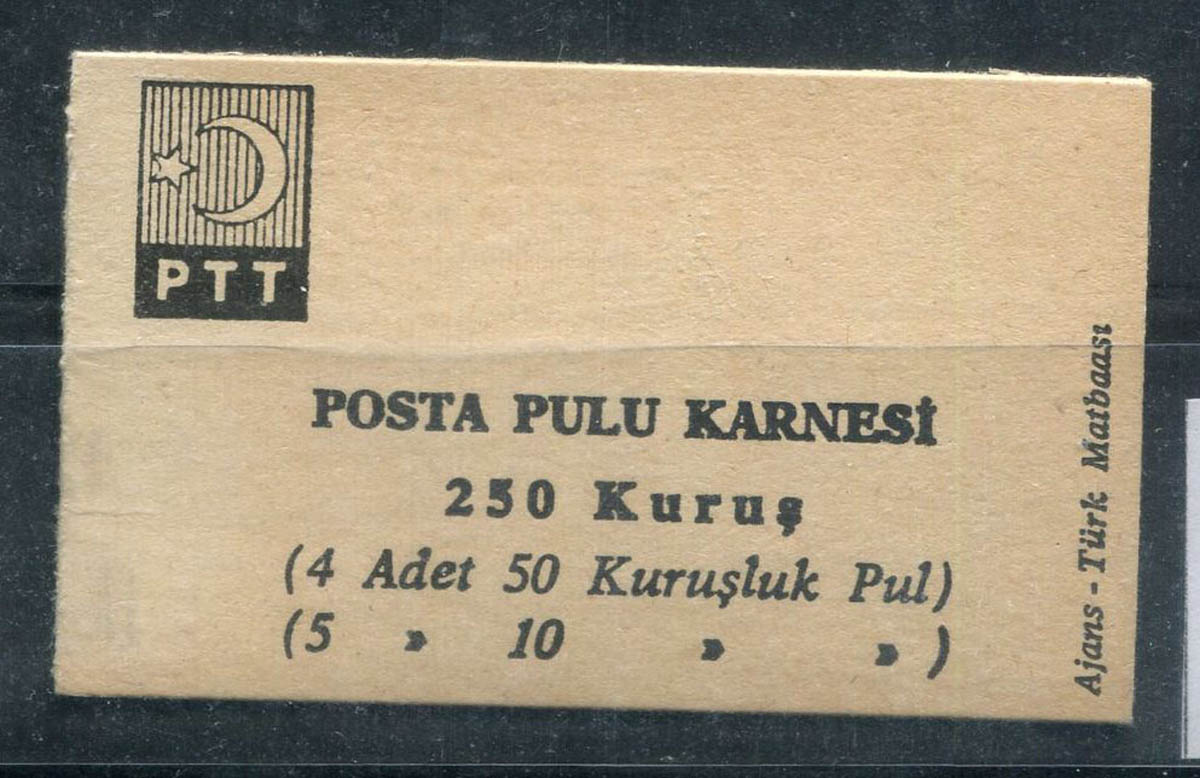 PTT
POSTA PULU KARNESİ
250 Kuruş
(4 Adet 50 Kuruşluk Pul)
(5 » 10 » »)
Ajans - Türk Matbaası